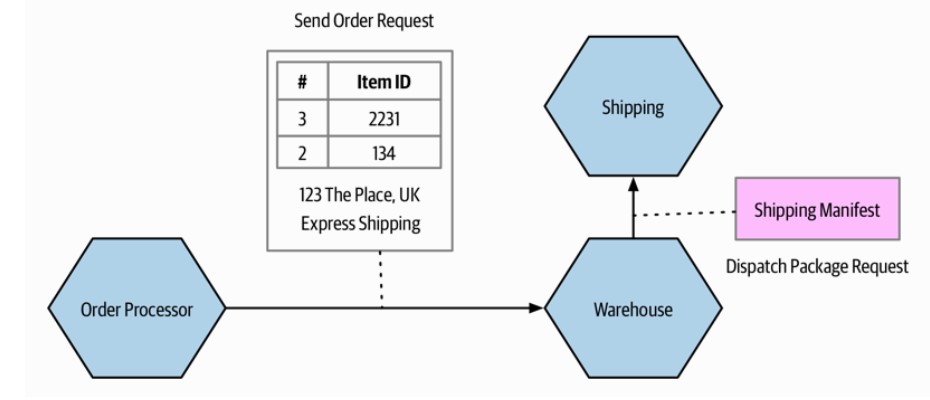 Send Order Request
# Item ID
3 2231
2 134
123 The Place, UK
Express Shipping
Shipping
Shipping Manifest
Dispatch Package Request
Order Processor
Warehouse